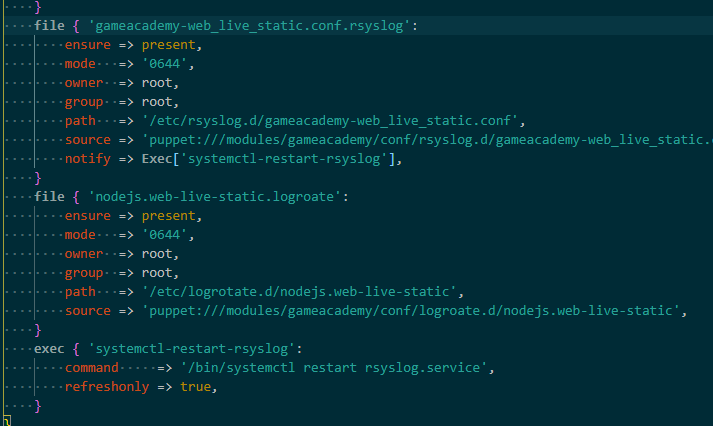 }
file { 'gameacademy-web_live_static.conf.rsyslog':
ensure => present,
mode => '0644',
owner => root,
group => root,
path => '/etc/rsyslog.d/gameacademy-web_live_static.conf',
source => 'puppet:///modules/gameacademy/conf/rsyslog.d/gameacademy-web_live_static.
notify => Exec['systemctl-restart-rsyslog'],
}
file { 'nodejs.web-live-static.logroate':
ensure => present,
mode => '0644',
owner => root,
group => root,
path => '/etc/logrotate.d/nodejs.web-live-static',
source => 'puppet:///modules/gameacademy/conf/logroate.d/nodejs.web-live-static',
}
exec { 'systemctl-restart-rsyslog':
command => '/bin/systemctl restart rsyslog.service',
refreshonly => true,
}
}